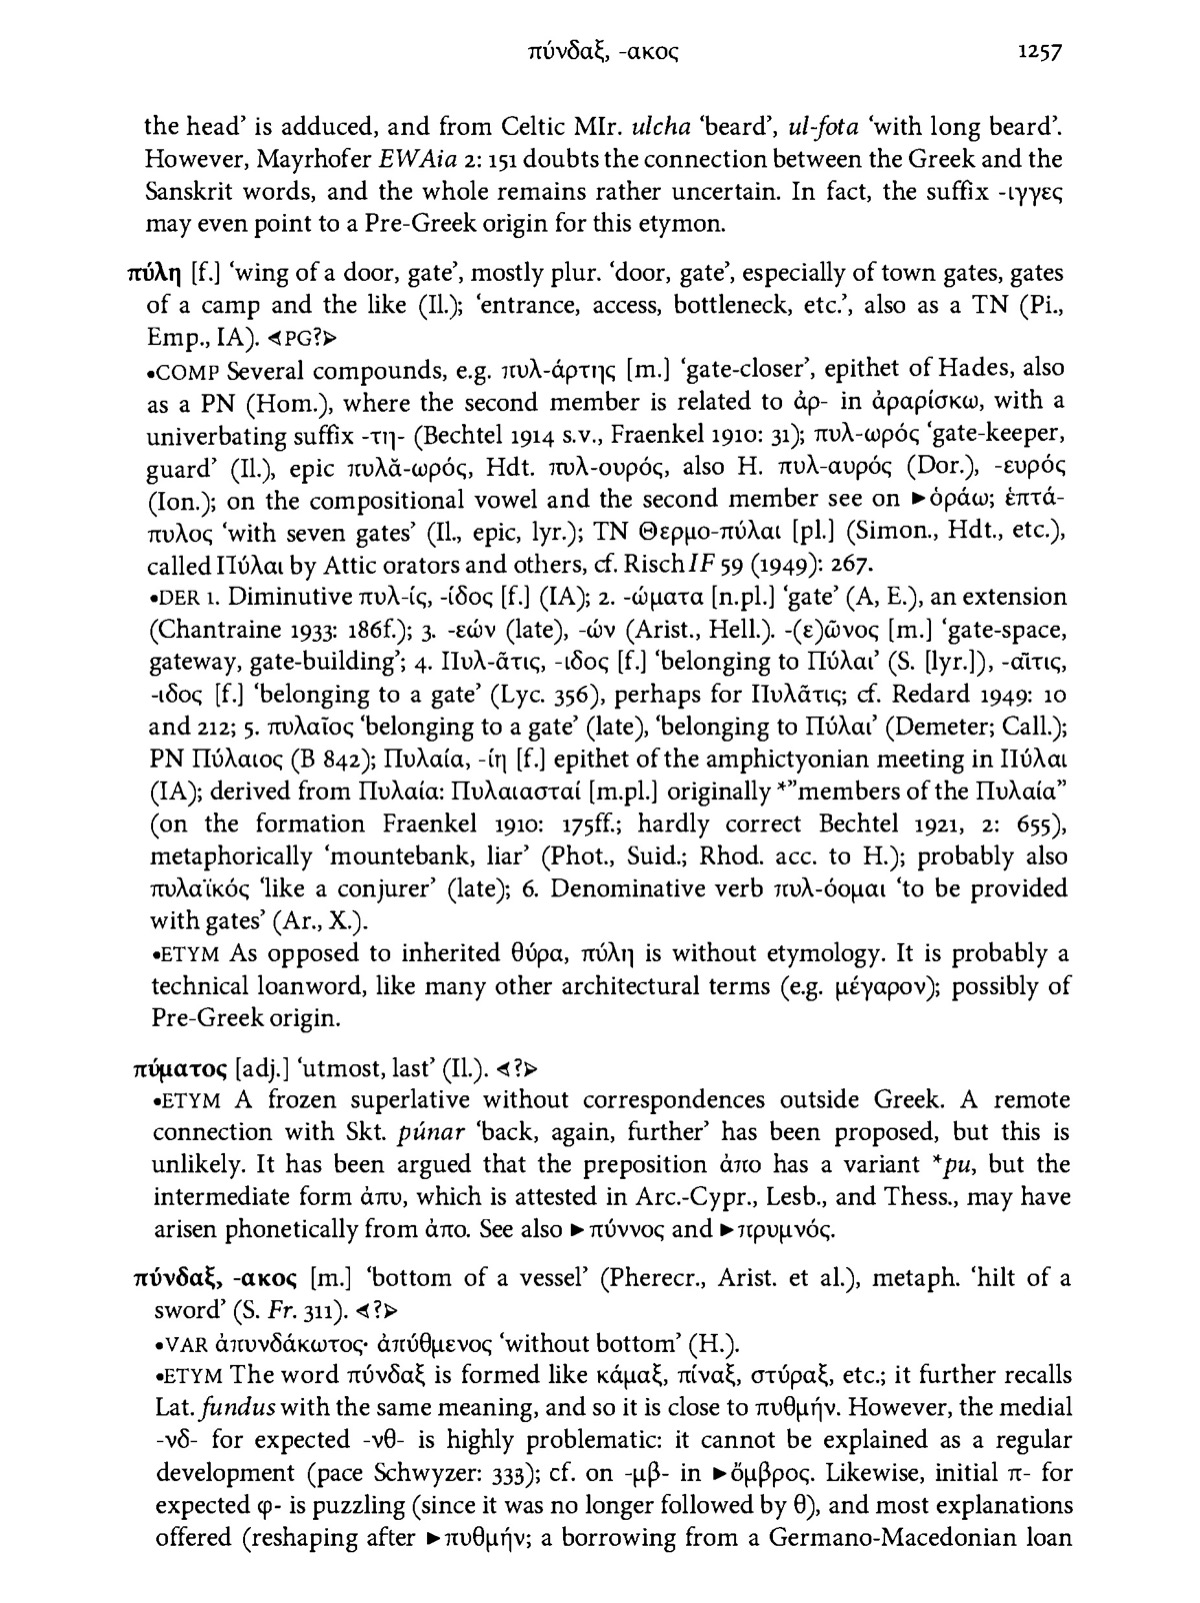 πύνδαξ, -ακος 1257
the head’ is adduced, and from Celtic MIr. ulcha ‘beard’, ul-fota ‘with long beard’.
However, Mayrhofer EWAia 2: 151 doubts the connection between the Greek and the
Sanskrit words, and the whole remains rather uncertain. In fact, the suffix -ιγγες
may even point to a Pre-Greek origin for this etymon.
πύλη [f.] ‘wing of a door, gate’, mostly plur. ‘door, gate’, especially of town gates, gates
of a camp and the like (Il.); ‘entrance, access, bottleneck, etc.’, also as a TN (Pi.,
Emp., IA). ◄PG?►
•COMP Several compounds, e.g. πυλ-άρτης [m.] ‘gate-closer’, epithet of Hades, also
as a PN (Hom.), where the second member is related to ἀρ- in ἀραρίσκω, with a
univerbating suffix -τη- (Bechtel 1914 s.v., Fraenkel 1910: 31); πυλ-ωρός ‘gate-keeper,
guard’ (Il.), epic πυλᾰ-ωρός, Hdt. πυλ-ουρός, also H. πυλ-αυρός (Dor.), -ευρός
(Ion.); on the compositional vowel and the second member see on ►ὁράω; ἑπτά-
πυλος ‘with seven gates’ (Il., epic, lyr.); TN Θερμο-πύλαι [pl.] (Simon., Hdt., etc.),
called Πύλαι by Attic orators and others, cf. Risch IF 59 (1949): 267.
•DER 1. Diminutive πυλ-ίς, -ίδος [f.] (IA); 2. -ώματα [n.pl.] ‘gate’ (A, E.), an extension
(Chantraine 1933: 186f.); 3. -εών (late), -ών (Arist., Hell.). -(ε)ῶνος [m.] ‘gate-space,
gateway, gate-building’; 4. Πυλ-ᾶτις, -ιδος [f.] ‘belonging to Πύλαι’ (S. [lyr.]), -αῖτις,
-ιδος [f.] ‘belonging to a gate’ (Lyc. 356), perhaps for Πυλᾶτις; cf. Redard 1949: 10
and 212; 5. πυλαῖος ‘belonging to a gate’ (late), ‘belonging to Πύλαι’ (Demeter; Call.);
PN Πύλαιος (Β 842); Πυλαία, -ίη [f.] epithet of the amphictyonian meeting in Πύλαι
(IA); derived from Πυλαία: Πυλαιασταί [m.pl.] originally *”members of the Πυλαία”
(on the formation Fraenkel 1910: 175ff.; hardly correct Bechtel 1921, 2: 655),
metaphorically ‘mountebank, liar’ (Phot., Suid.; Rhod. acc. to H.); probably also
πυλαϊκός ‘like a conjurer’ (late); 6. Denominative verb πυλ-όομαι ‘to be provided
with gates’ (Ar., X.).
•ETYM As opposed to inherited θύρα, πύλη is without etymology. It is probably a
technical loanword, like many other architectural terms (e.g. μέγαρον); possibly of
Pre-Greek origin.
πύματος [adj.] ‘utmost, last’ (Il.). ◄?►
•ETYM A frozen superlative without correspondences outside Greek. A remote
connection with Skt. púnar ‘back, again, further’ has been proposed, but this is
unlikely. It has been argued that the preposition ἀπο has a variant *pu, but the
intermediate form ἀπυ, which is attested in Arc.-Cypr., Lesb., and Thess., may have
arisen phonetically from ἀπο. See also ►πύννος and ►πρυμνός.
πύνδαξ, -ακος [m.] ‘bottom of a vessel’ (Pherecr., Arist. et al.), metaph. ‘hilt of a
sword’ (S. Fr. 311). ◄?►
•VAR ἀπυνδάκωτος· ἀπύθμενος ‘without bottom’ (H.).
•ETYM The word πύνδαξ is formed like κάμαξ, πίναξ, στύραξ, etc.; it further recalls
Lat. fundus with the same meaning, and so it is close to πυθμήν. However, the medial
-νδ- for expected -νθ- is highly problematic: it cannot be explained as a regular
development (pace Schwyzer: 333); cf. on -μβ- in ►ὄμβρος. Likewise, initial π- for
expected φ- is puzzling (since it was no longer followed by θ), and most explanations
offered (reshaping after ►πυθμήν; a borrowing from a Germano-Macedonian loan